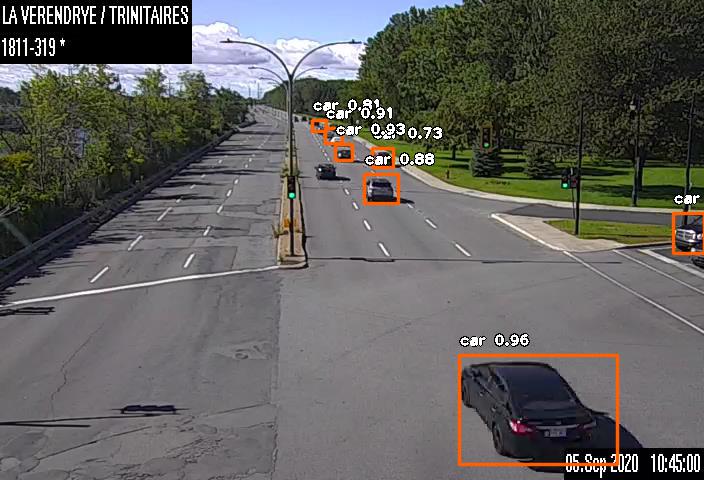 LA VERENDRYE / TRINITAIRES
1811-319 *
car 0.81
car 0.91
car 0.93
0.73
car 0.88
car
car 0.96
05.Sep 2020 10:45:00